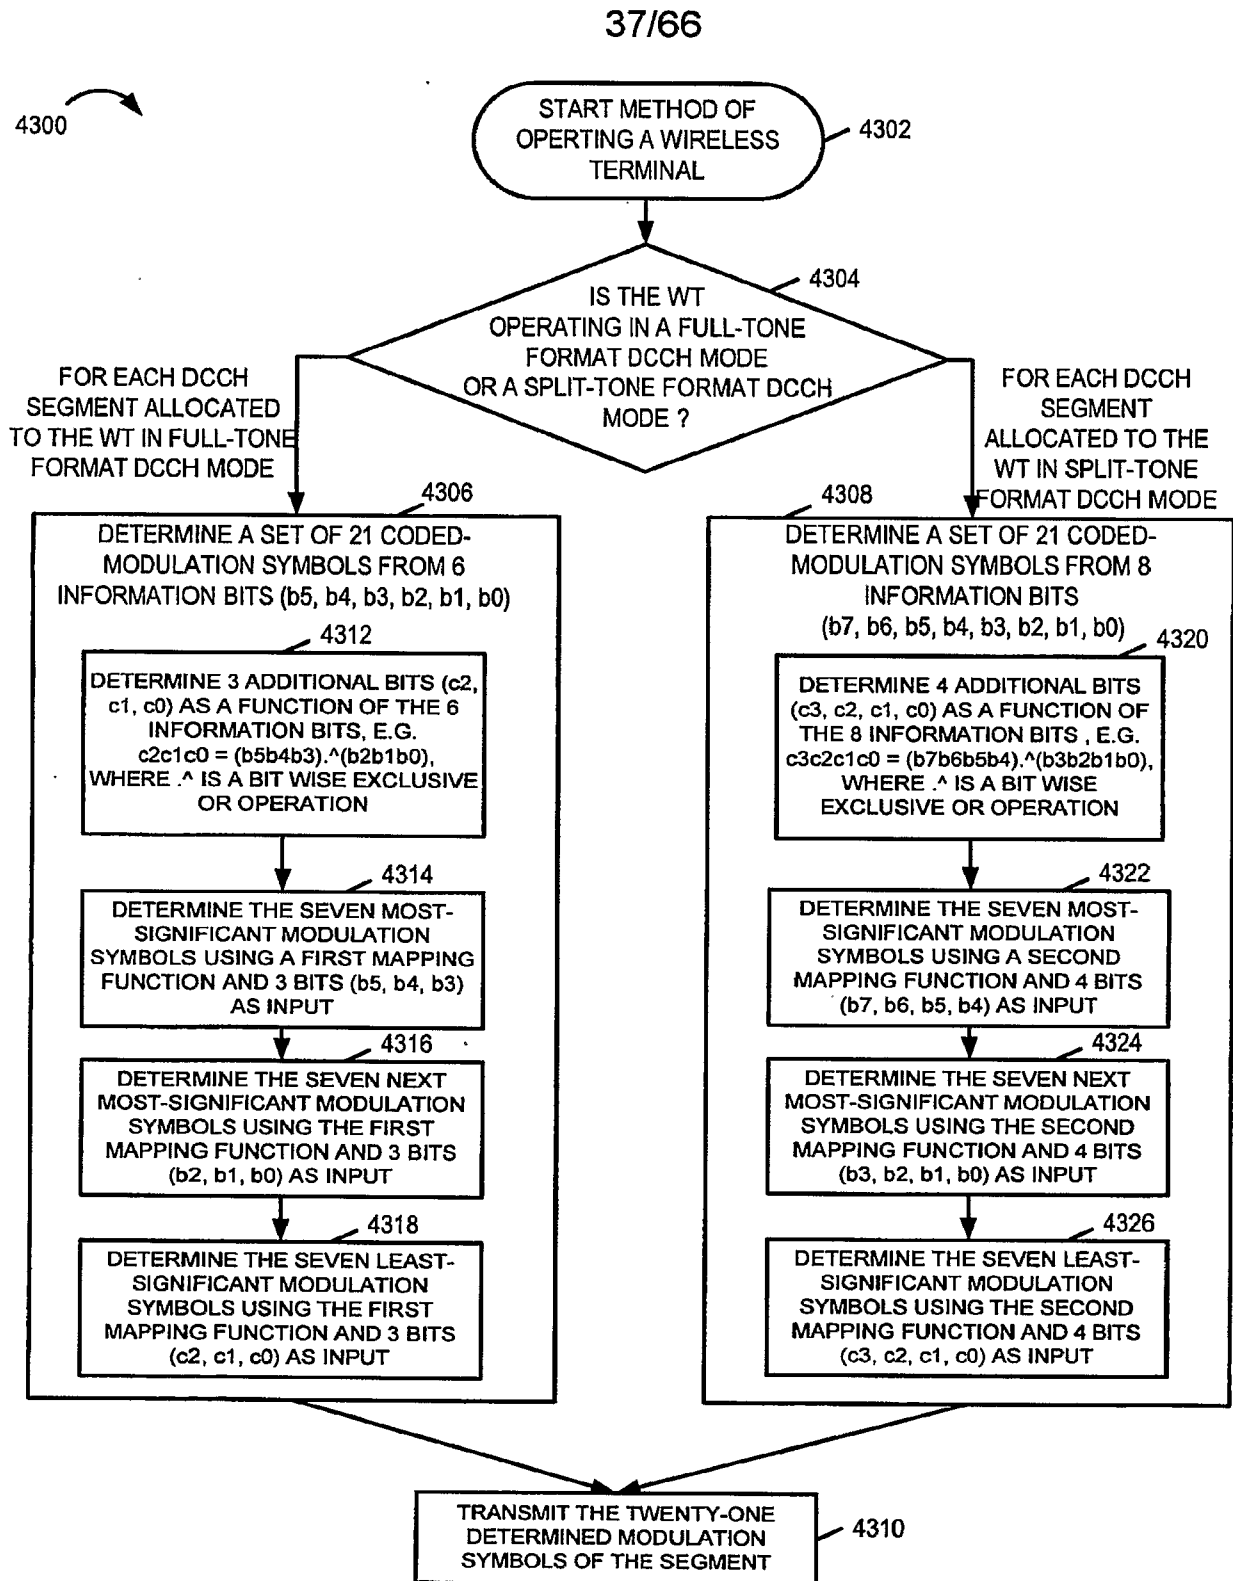 37/66
4300
START METHOD OF
OPERTING A WIRELESS
TERMINAL
4302
4304
IS THE WT
OPERATING IN A FULL-TONE
FORMAT DCCH MODE
OR A SPLIT-TONE FORMAT DCCH
MODE ?
FOR EACH DCCH
SEGMENT ALLOCATED
TO THE WT IN FULL-TONE
FORMAT DCCH MODE
FOR EACH DCCH
SEGMENT
ALLOCATED TO THE
WT IN SPLIT-TONE
FORMAT DCCH MODE
4306
DETERMINE A SET OF 21 CODED-
MODULATION SYMBOLS FROM 6
INFORMATION BITS (b5, b4, b3, b2, b1, b0)
4312
DETERMINE 3 ADDITIONAL BITS (c2,
c1, c0) AS A FUNCTION OF THE 6
INFORMATION BITS, E.G.
c2c1c0 = (b5b4b3).^(b2b1b0),
WHERE .^ IS A BIT WISE EXCLUSIVE
OR OPERATION
4314
DETERMINE THE SEVEN MOST-
SIGNIFICANT MODULATION
SYMBOLS USING A FIRST MAPPING
FUNCTION AND 3 BITS (b5, b4, b3)
AS INPUT
4316
DETERMINE THE SEVEN NEXT
MOST-SIGNIFICANT MODULATION
SYMBOLS USING THE FIRST
MAPPING FUNCTION AND 3 BITS
(b2, b1, b0) AS INPUT
4318
DETERMINE THE SEVEN LEAST-
SIGNIFICANT MODULATION
SYMBOLS USING THE FIRST
MAPPING FUNCTION AND 3 BITS
(c2, c1, c0) AS INPUT
4308
DETERMINE A SET OF 21 CODED-
MODULATION SYMBOLS FROM 8
INFORMATION BITS
(b7, b6, b5, b4, b3, b2, b1, b0)
4320
DETERMINE 4 ADDITIONAL BITS
(c3, c2, c1, c0) AS A FUNCTION OF
THE 8 INFORMATION BITS , E.G.
c3c2c1c0 = (b7b6b5b4).^(b3b2b1b0),
WHERE .^ IS A BIT WISE
EXCLUSIVE OR OPERATION
4322
DETERMINE THE SEVEN MOST-
SIGNIFICANT MODULATION
SYMBOLS USING A SECOND
MAPPING FUNCTION AND 4 BITS
(b7, b6, b5, b4) AS INPUT
4324
DETERMINE THE SEVEN NEXT
MOST-SIGNIFICANT MODULATION
SYMBOLS USING THE SECOND
MAPPING FUNCTION AND 4 BITS
(b3, b2, b1, b0) AS INPUT
4326
DETERMINE THE SEVEN LEAST-
SIGNIFICANT MODULATION
SYMBOLS USING THE SECOND
MAPPING FUNCTION AND 4 BITS
(c3, c2, c1, c0) AS INPUT
TRANSMIT THE TWENTY-ONE
DETERMINED MODULATION
SYMBOLS OF THE SEGMENT
4310